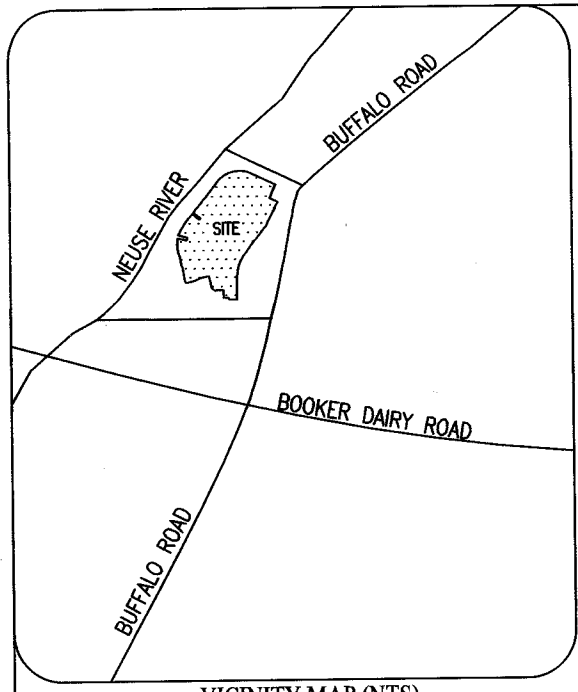 BUFFALO ROAD
NEUSE RIVER
SITE
BOOKER DAIRY ROAD
BUFFALO ROAD
VICINITY MAP (NTS)